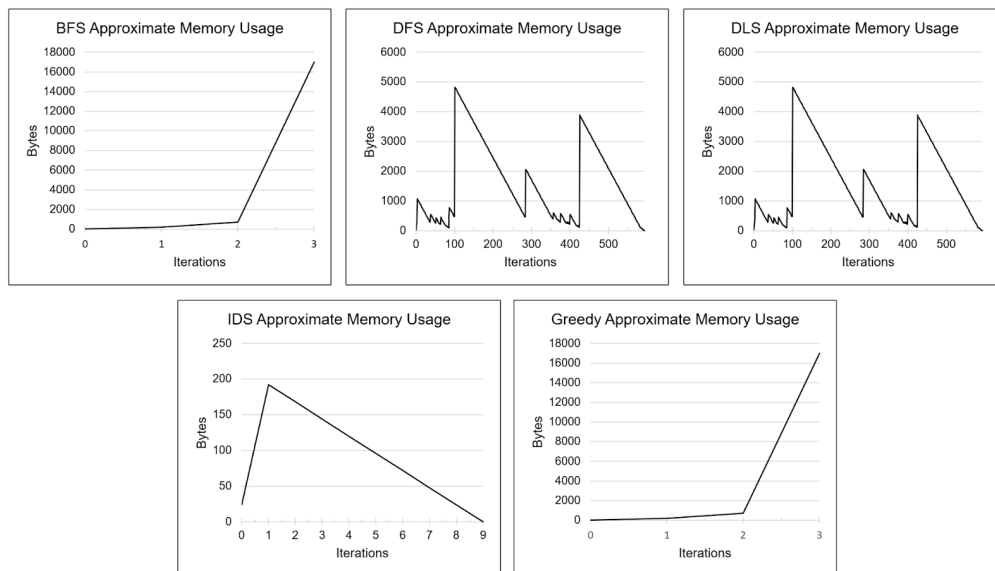 BFS Approximate Memory Usage
18000
16000
14000
12000
10000
8000
6000
4000
2000
0
Bytes
0 1 2 3
Iterations
DFS Approximate Memory Usage
6000
5000
4000
3000
2000
1000
0
Bytes
0 100 200 300 400 500
Iterations
DLS Approximate Memory Usage
6000
5000
4000
3000
2000
1000
0
Bytes
0 100 200 300 400 500
Iterations
IDS Approximate Memory Usage
250
200
150
100
50
0
Bytes
0 1 2 3 4 5 6 7 8 9
Iterations
Greedy Approximate Memory Usage
18000
16000
14000
12000
10000
8000
6000
4000
2000
0
Bytes
0 1 2 3
Iterations